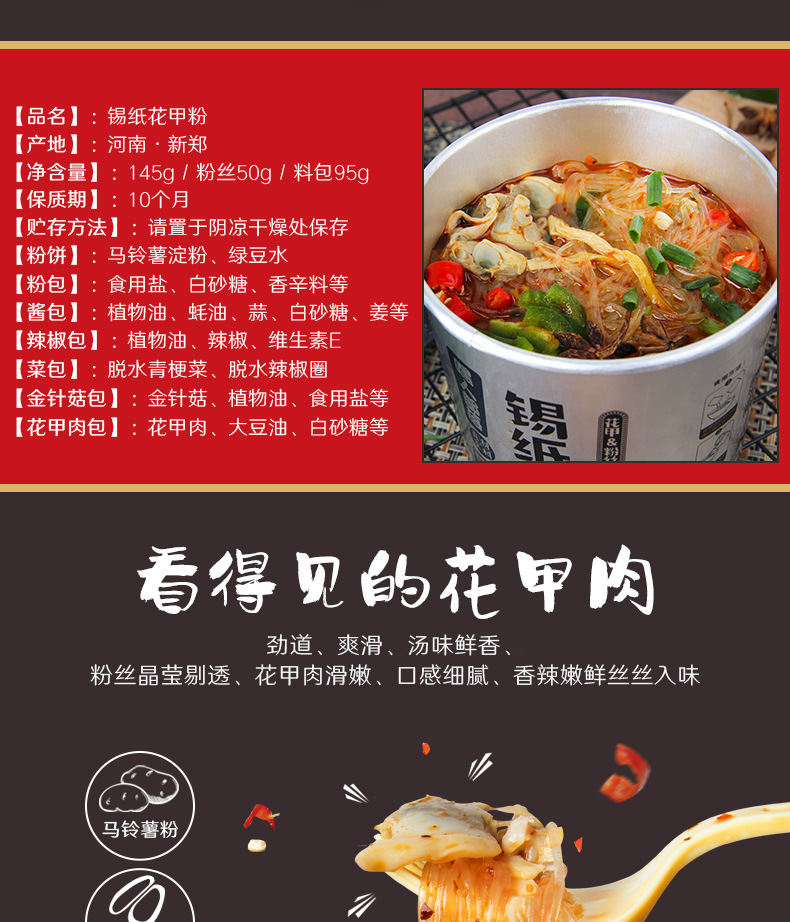 【品名】：锡纸花甲粉
【产地】：河南·新郑
【净含量】：145g / 粉丝50g / 料包95g
【保质期】：10个月
【贮存方法】：请置于阴凉干燥处保存
【粉饼】：马铃薯淀粉、绿豆水
【粉包】：食用盐、白砂糖、香辛料等
【酱包】：植物油、蚝油、蒜、白砂糖、姜等
【辣椒包】：植物油、辣椒、维生素E
【菜包】：脱水青梗菜、脱水辣椒圈
【金针菇包】：金针菇、植物油、食用盐等
【花甲肉包】：花甲肉、大豆油、白砂糖等
锡纸
花甲&粉丝
看得见的花甲肉
劲道、爽滑、汤味鲜香、
粉丝晶莹剔透、花甲肉滑嫩、口感细腻、香辣嫩鲜丝丝入味
马铃薯粉